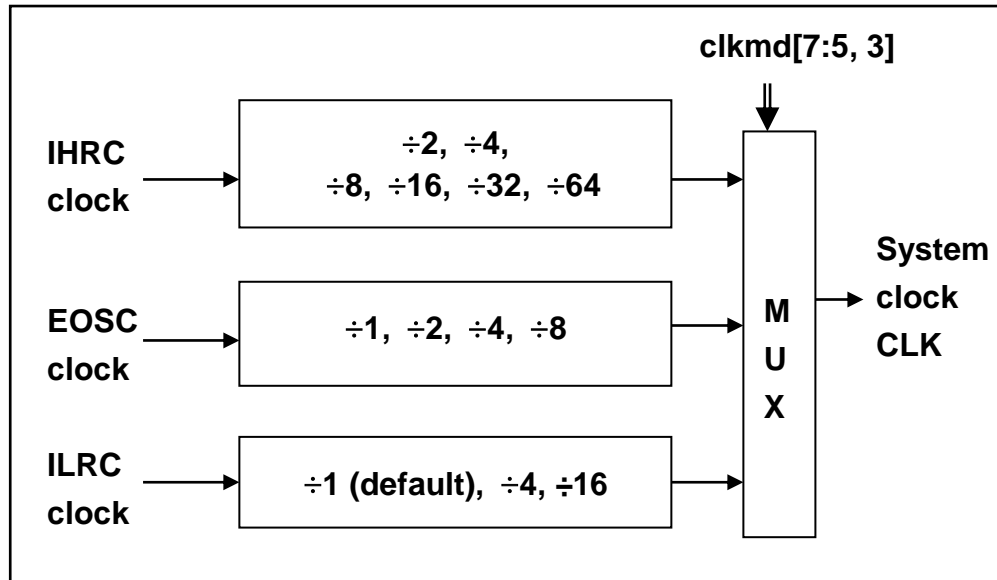 clkmd[7:5, 3]
IHRC
clock
÷2, ÷4,
÷8, ÷16, ÷32, ÷64
EOSC
clock
÷1, ÷2, ÷4, ÷8
ILRC
clock
÷1 (default), ÷4, ÷16
M
U
X
System
clock
CLK